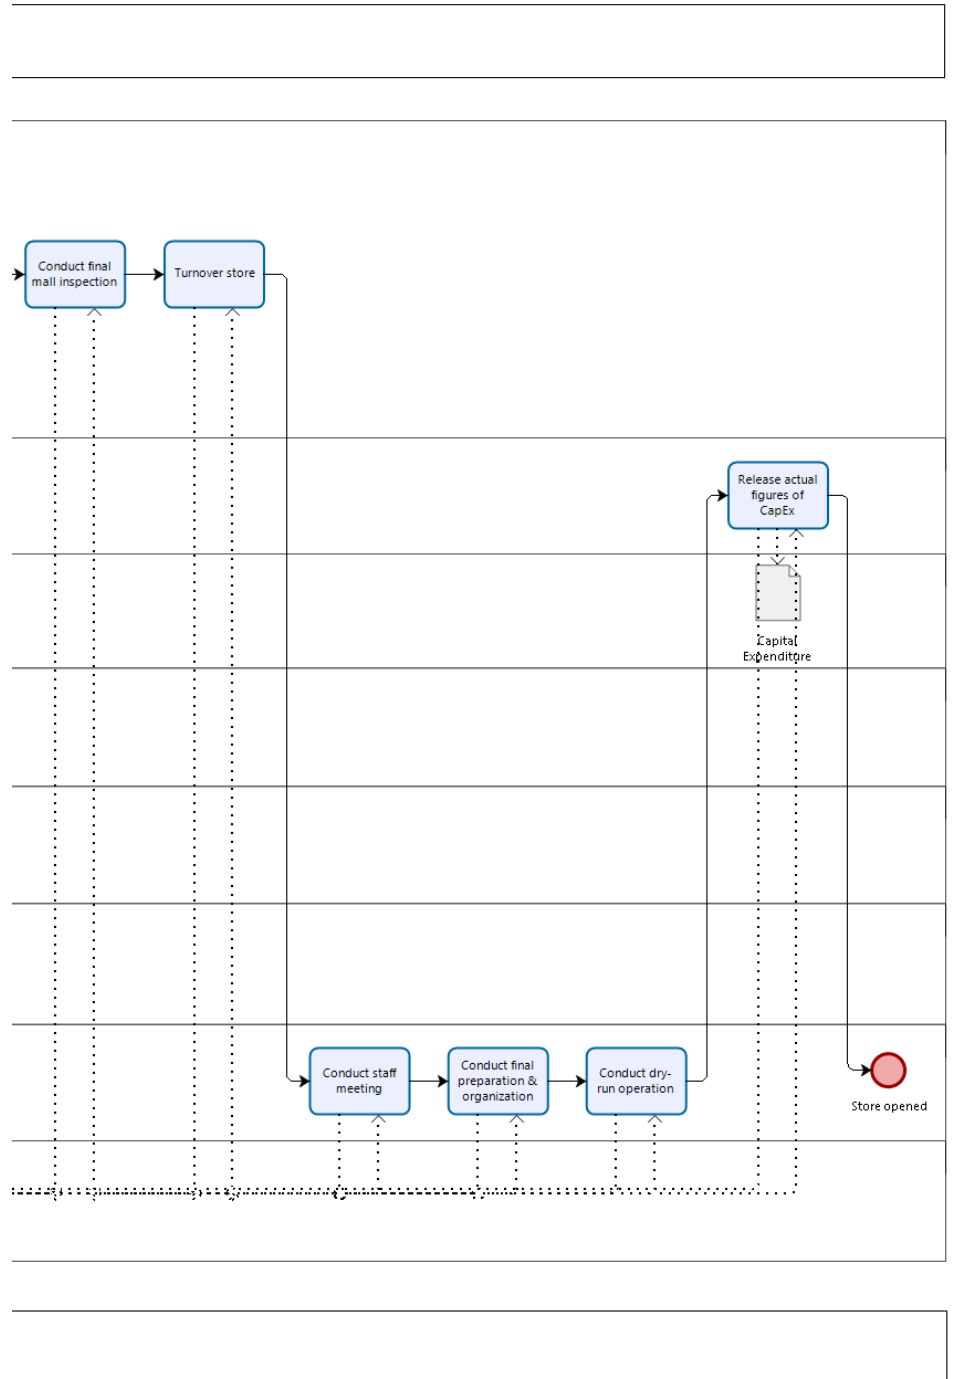 Conduct final
mall inspection
Turnover store
Release actual
figures of
CapEx
Capital
Expenditure
Conduct staff
meeting
Conduct final
preparation &
organization
Conduct dry-
run operation
Store opened